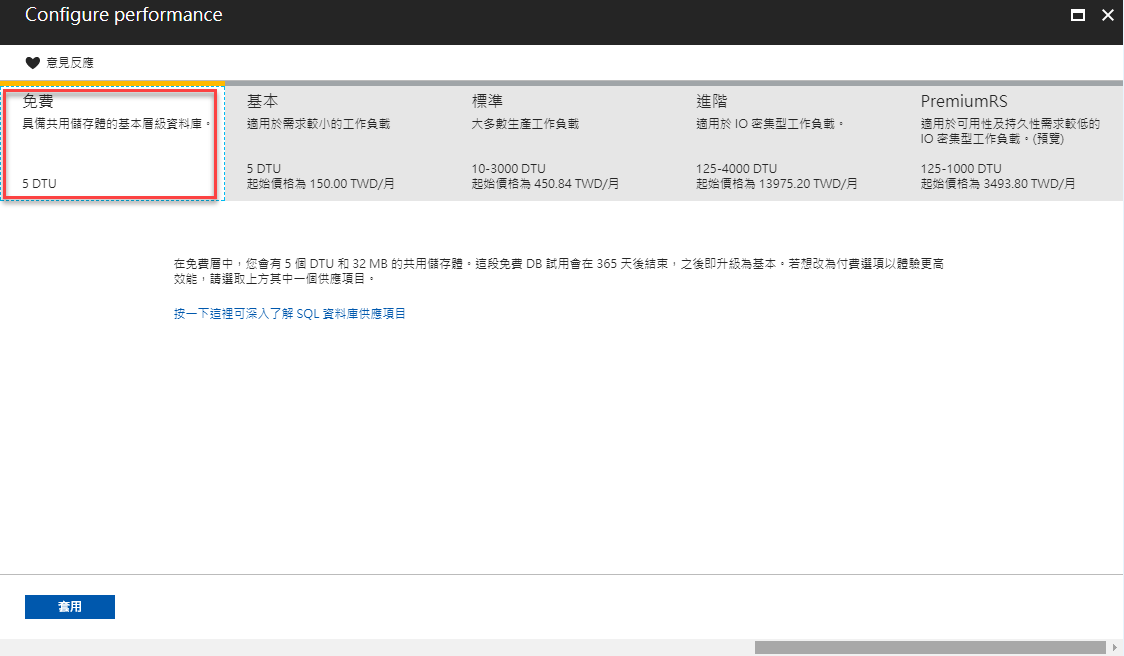 Configure performance
意見反應
免費
具備共用儲存體的基本層級資料庫。
5 DTU
基本
適用於需求較小的工作負載
5 DTU
起始價格為 150.00 TWD/月
標準
大多數生產工作負載
10-3000 DTU
起始價格為 450.84 TWD/月
進階
適用於 IO 密集型工作負載。
125-4000 DTU
起始價格為 13975.20 TWD/月
PremiumRS
適用於可用性及持久性需求較低的
IO 密集型工作負載。(預覽)
125-1000 DTU
起始價格為 3493.80 TWD/月
在免費層中，您會有 5 個 DTU 和 32 MB 的共用儲存體。這段免費 DB 試用會在 365 天後結束，之後即升級為基本。若想改為付費選項以體驗更高
效能，請選取上方其中一個供應項目。
按一下這裡可深入了解 SQL 資料庫供應項目
套用